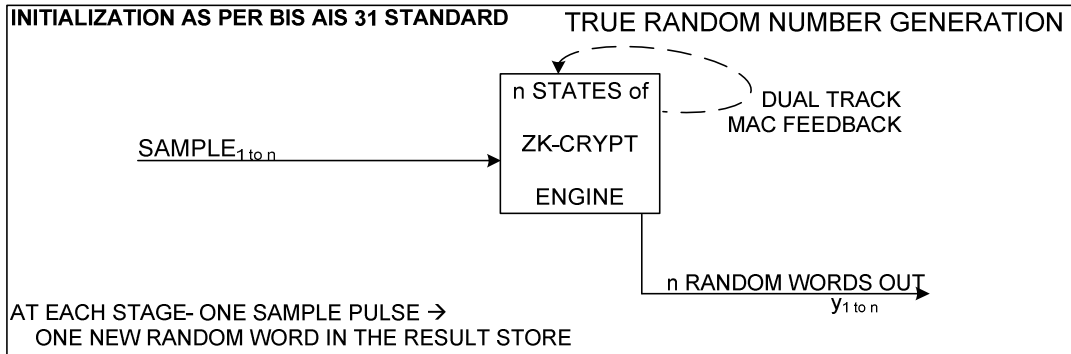 INITIALIZATION AS PER BIS AIS 31 STANDARD
TRUE RANDOM NUMBER GENERATION
n STATES of
ZK-CRYPT
ENGINE
DUAL TRACK
MAC FEEDBACK
SAMPLE1 to n
n RANDOM WORDS OUT
y1 to n
AT EACH STAGE- ONE SAMPLE PULSE →
ONE NEW RANDOM WORD IN THE RESULT STORE